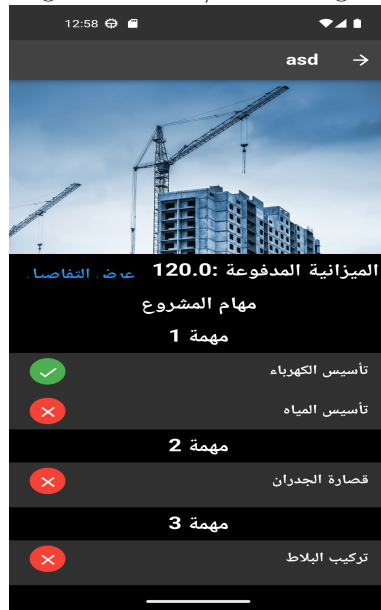 12:58
asd
الميزانية المدفوعة :120.0 عرض التفاصيل
مهام المشروع
مهمة 1
تأسيس الكهرباء
تأسيس المياه
مهمة 2
قصارة الجدران
مهمة 3
تركيب البلاط